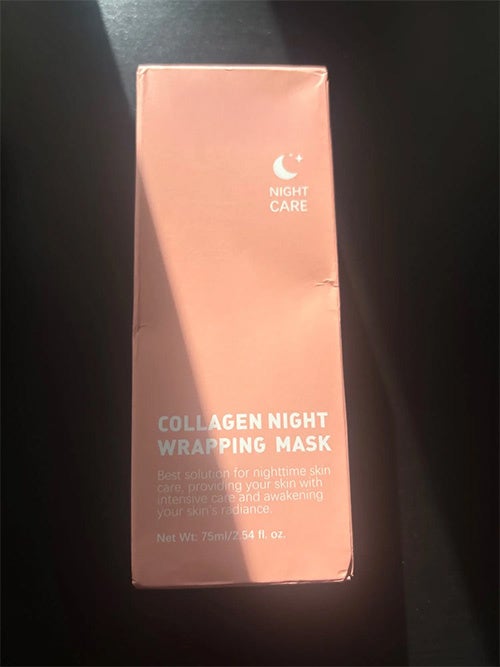 NIGHT
CARE
COLLAGEN NIGHT
WRAPPING MASK
Best solution for nighttime skin
care, providing your skin with
intensive care and awakening
your skin's radiance.
Net Wt: 75ml/2.54 fl. oz.